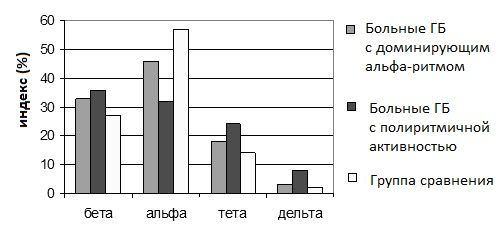 индекс (%)
60
50
40
30
20
10
0
бета альфа тета дельта
Больные ГБ
с доминирующим
альфа-ритмом
Больные ГБ
с полиритмичной
активностью
Группа сравнения